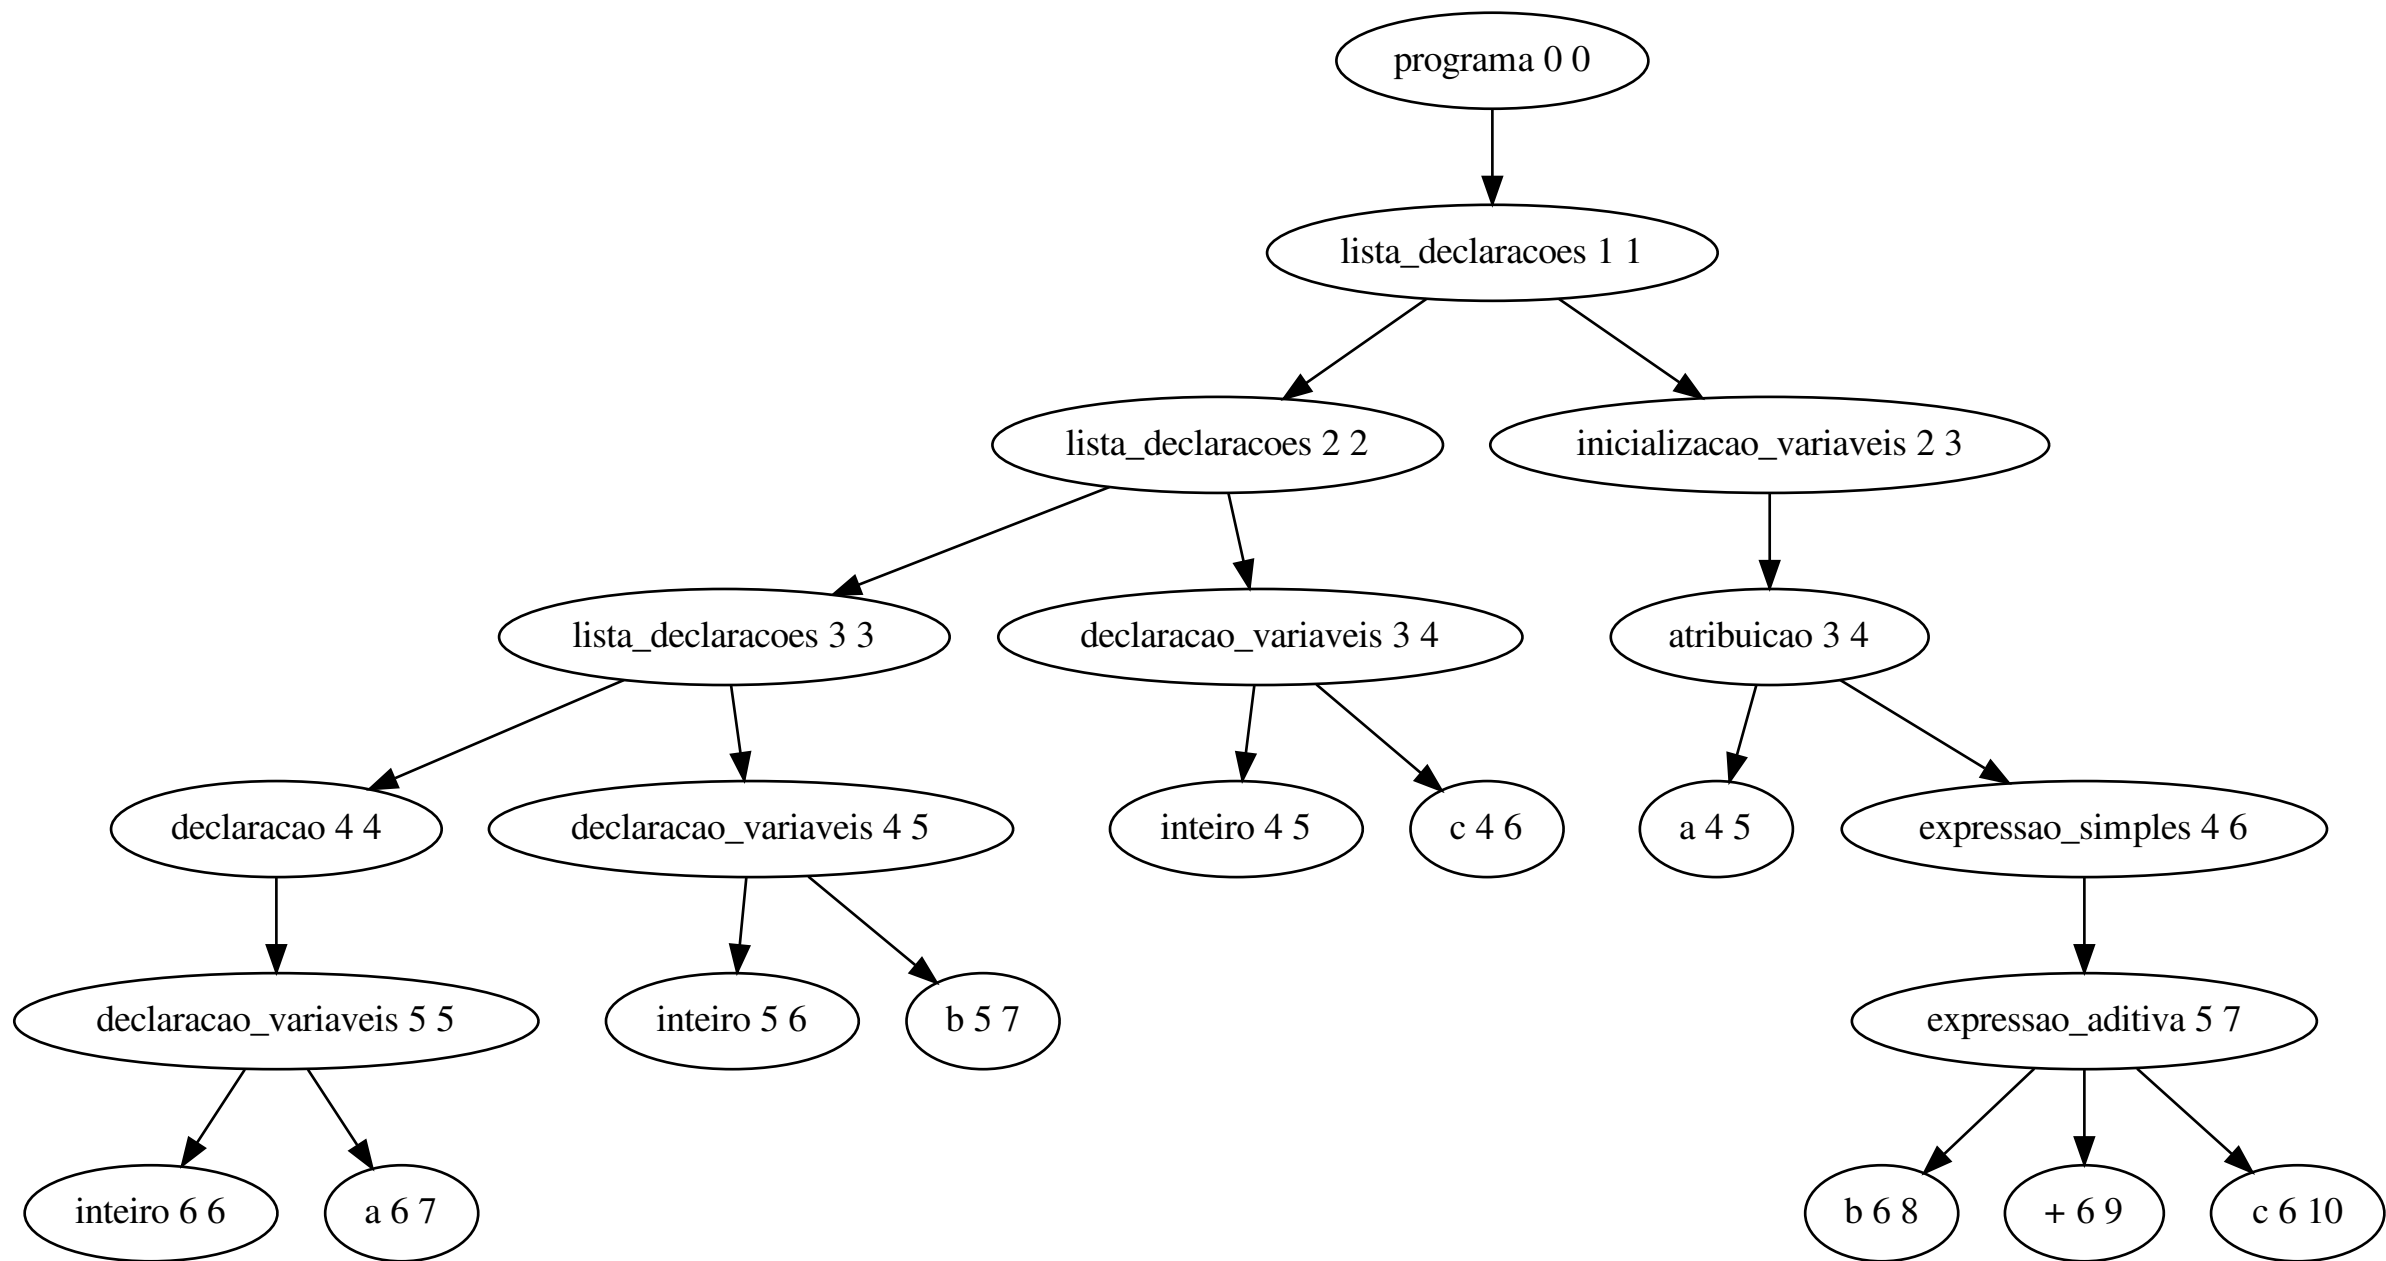 programa 0 0
lista_declaracoes 1 1
lista_declaracoes 2 2
inicializacao_variaveis 2 3
lista_declaracoes 3 3
declaracao_variaveis 3 4
atribuicao 3 4
declaracao 4 4
declaracao_variaveis 4 5
inteiro 4 5
c 4 6
a 4 5
expressao_simples 4 6
declaracao_variaveis 5 5
inteiro 5 6
b 5 7
expressao_aditiva 5 7
inteiro 6 6
a 6 7
b 6 8
+ 6 9
c 6 10